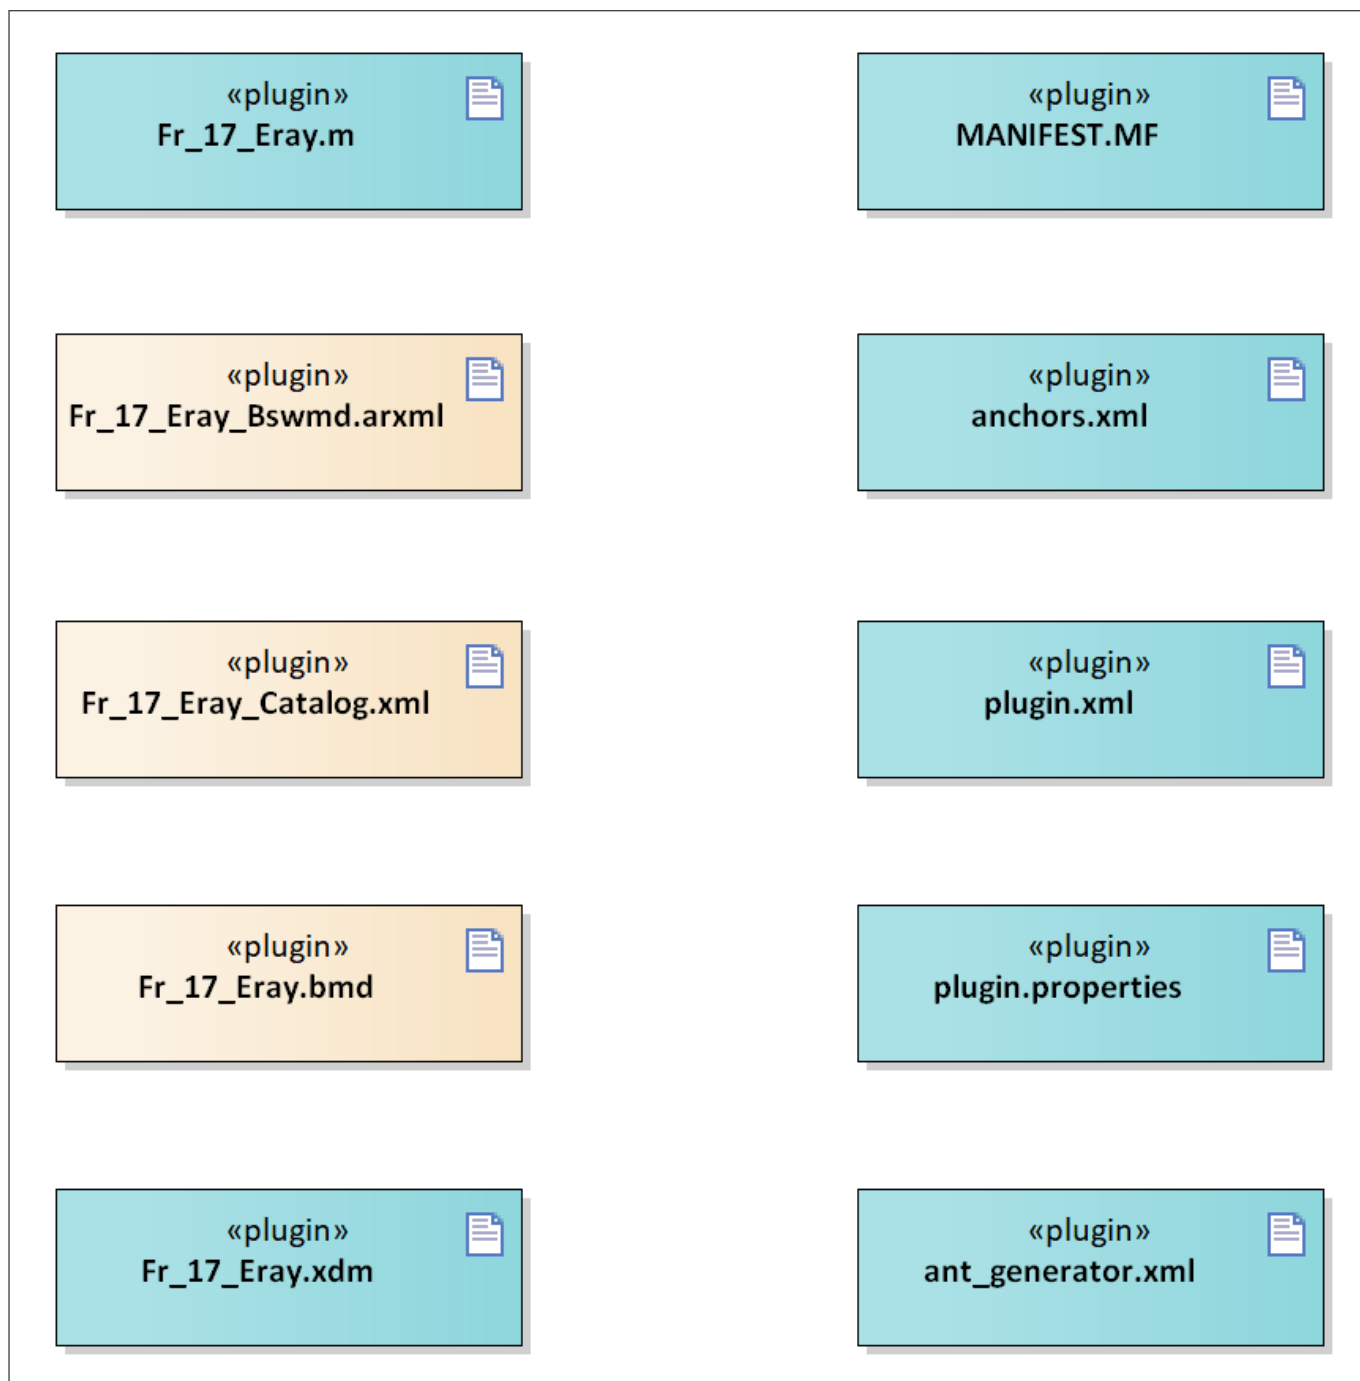 «plugin»
Fr_17_Eray.m
«plugin»
MANIFEST.MF
«plugin»
Fr_17_Eray_Bswmd.arxml
«plugin»
anchors.xml
«plugin»
Fr_17_Eray_Catalog.xml
«plugin»
plugin.xml
«plugin»
Fr_17_Eray.bmd
«plugin»
plugin.properties
«plugin»
Fr_17_Eray.xdm
«plugin»
ant_generator.xml